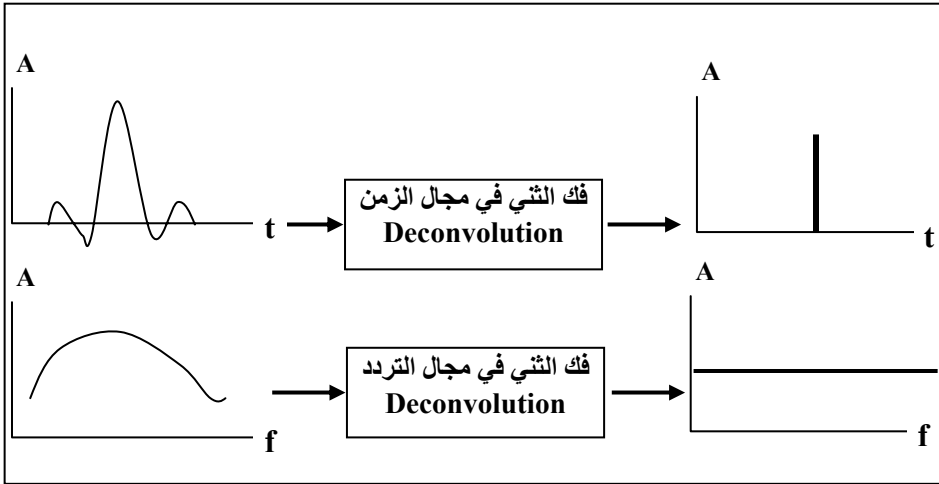 A
t
فك الثني في مجال الزمن
Deconvolution
A
t
A
f
فك الثني في مجال التردد
Deconvolution
A
f